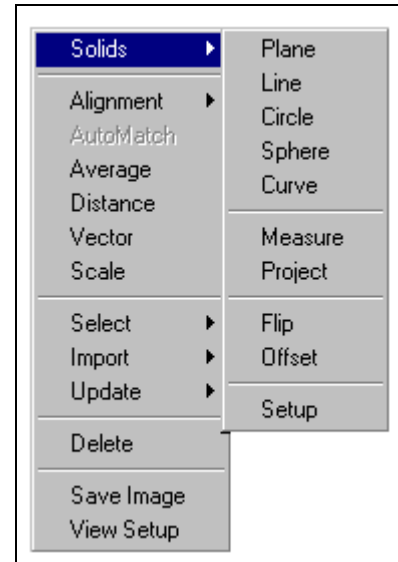 Solids
Alignment
AutoMatch
Average
Distance
Vector
Scale
Select
Import
Update
Delete
Save Image
View Setup
Plane
Line
Circle
Sphere
Curve
Measure
Project
Flip
Offset
Setup